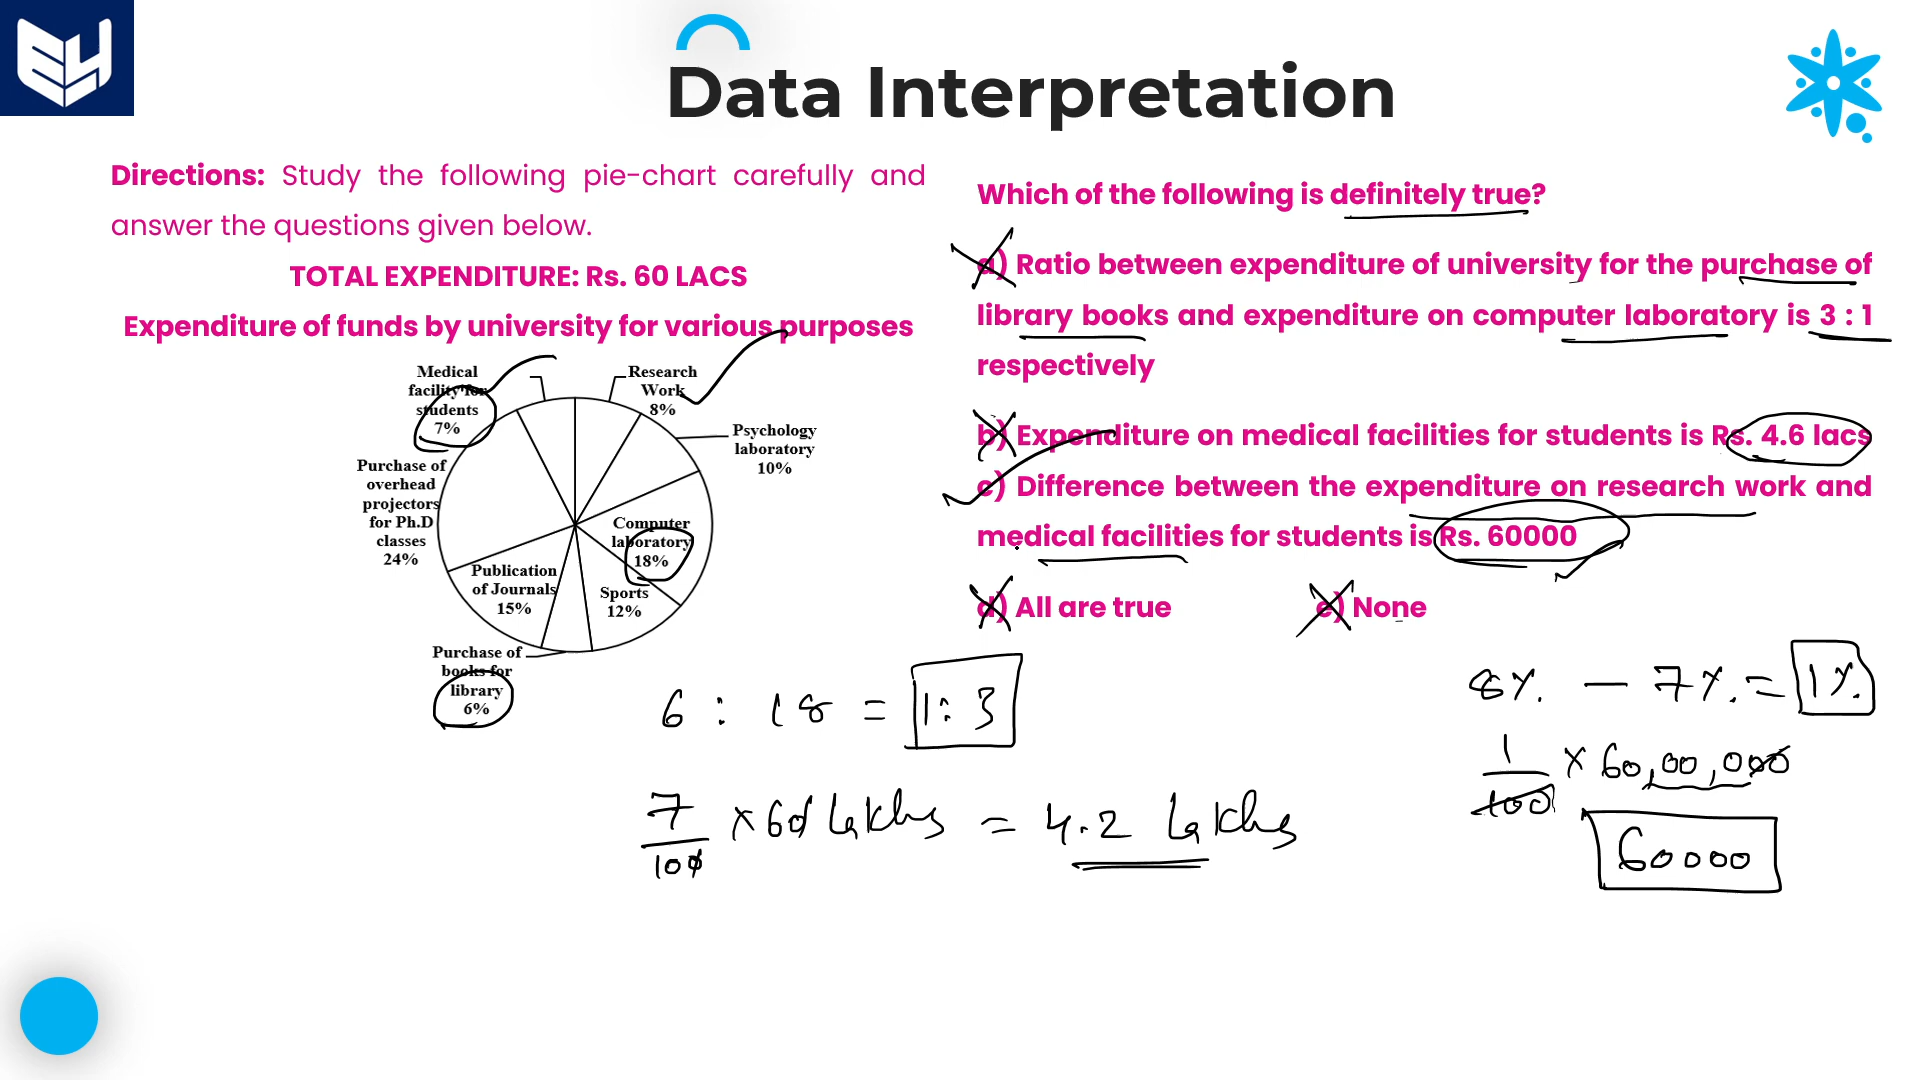 Data Interpretation
Directions: Study the following pie-chart carefully and
answer the questions given below.
TOTAL EXPENDITURE: Rs. 60 LACS
Expenditure of funds by university for various purposes
Medical
facility for
students
7%
Research
Work
8%
Psychology
laboratory
10%
Purchase of
overhead
projectors
for Ph.D
classes
24%
Computer
laboratory
18%
Publication
of Journals
15%
Sports
12%
Purchase of
books for
library
6%
Which of the following is definitely true?
a) Ratio between expenditure of university for the purchase of
library books and expenditure on computer laboratory is 3 : 1
respectively
b) Expenditure on medical facilities for students is Rs. 4.6 lacs
c) Difference between the expenditure on research work and
medical facilities for students is Rs. 60000
d) All are true e) None
6 : 18 = 1:3
7/100 × 60 lakhs = 4.2 lakhs
8% - 7% = 1%
1/100 × 60,00,000
60000